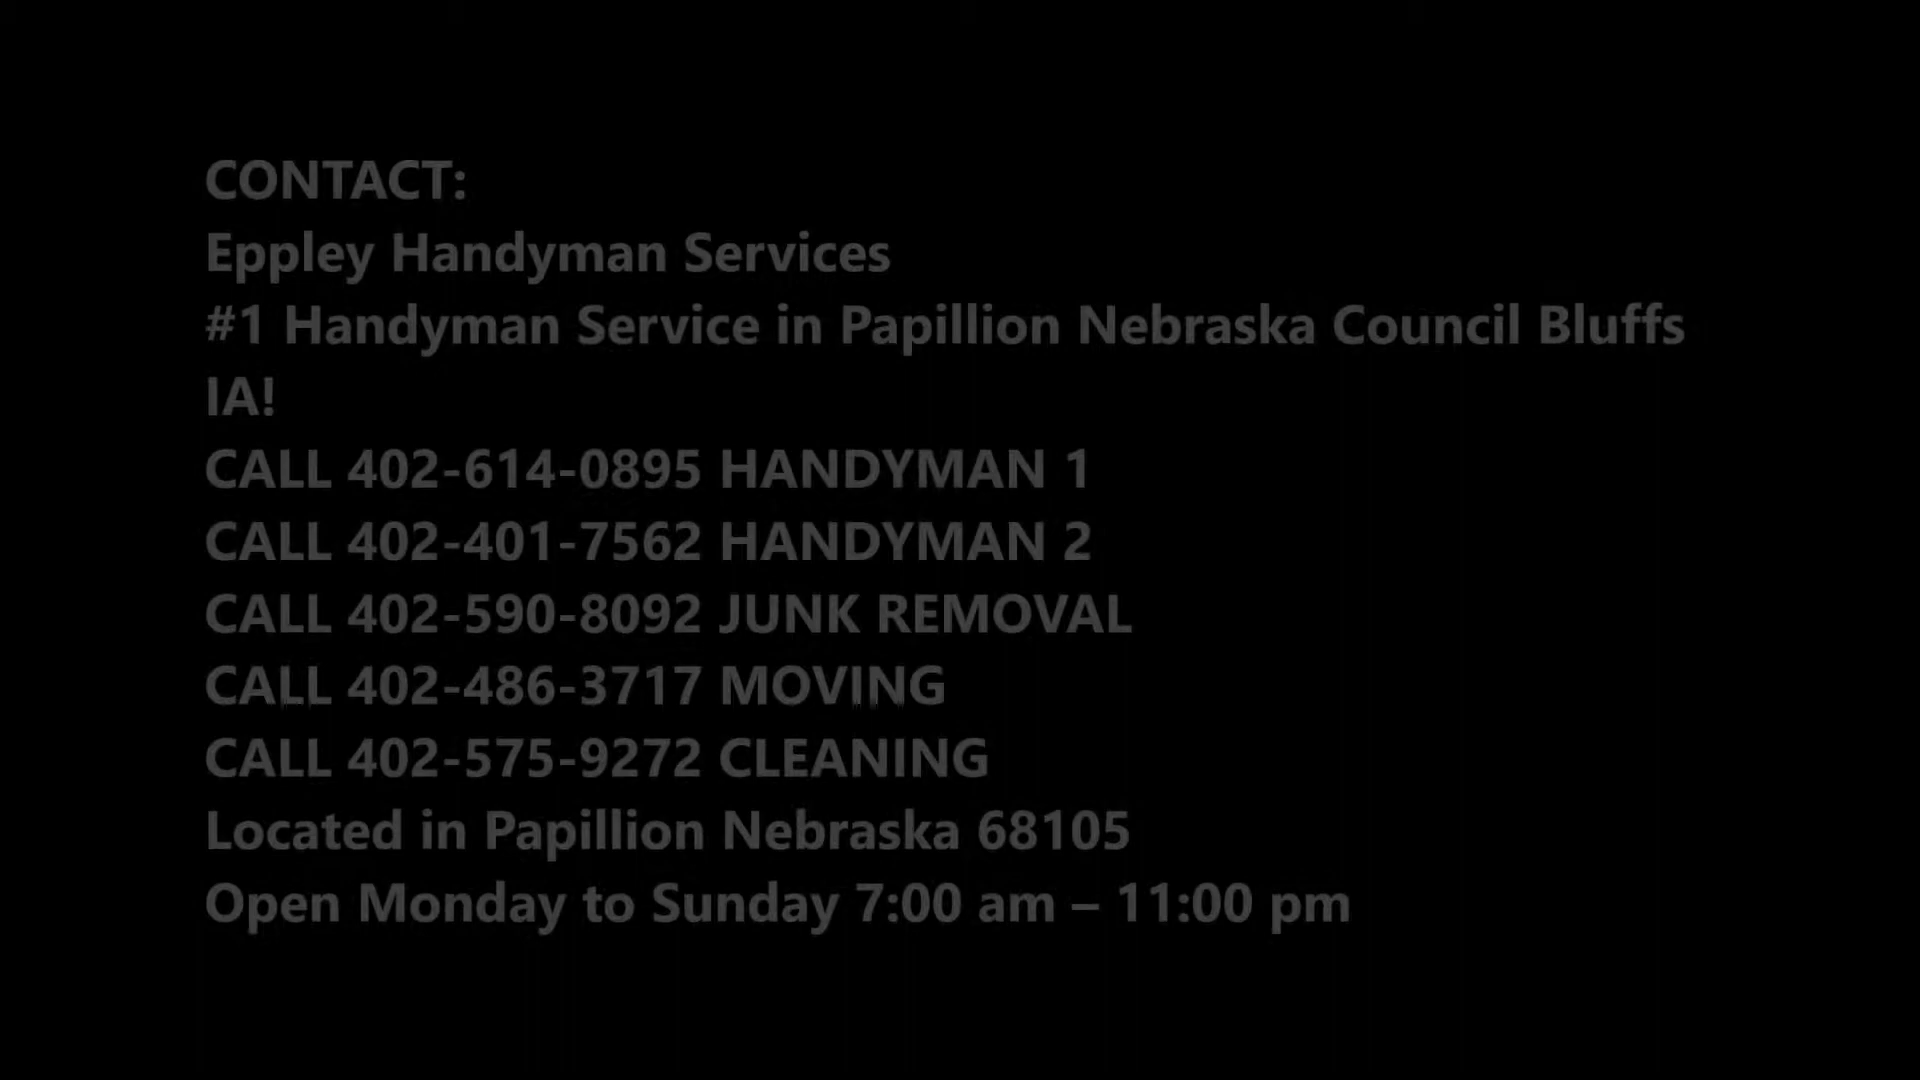 CONTACT:
Eppley Handyman Services
#1 Handyman Service in Papillion Nebraska Council Bluffs
IA!
CALL 402-614-0895 HANDYMAN 1
CALL 402-401-7562 HANDYMAN 2
CALL 402-590-8092 JUNK REMOVAL
CALL 402-486-3717 MOVING
CALL 402-575-9272 CLEANING
Located in Papillion Nebraska 68105
Open Monday to Sunday 7:00 am – 11:00 pm